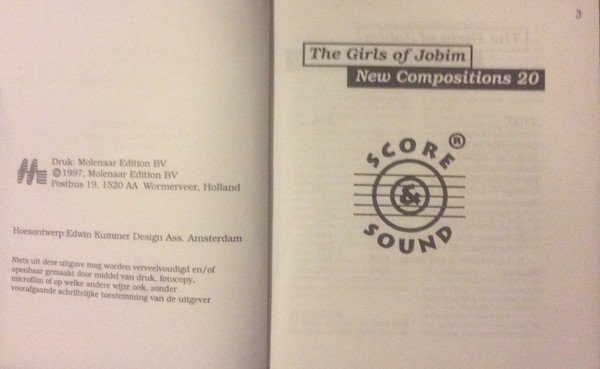 Druk: Molenaar Edition BV
©1997, Molenaar Edition BV
Postbus 19, 1520 AA Wormerveer, Holland
Hoesontwerp:Edwin Kummer Design Ass. Amsterdam
Niets uit deze uitgave mag worden verveelvoudigd en/of
openbaar gemaakt door middel van druk, fotocopy,
microfilm of op welke andere wijze ook, zonder
voorafgaande schriftelijke toestemming van de uitgever
3
The Girls of Jobim
New Compositions 20
SCORE®
&
SOUND